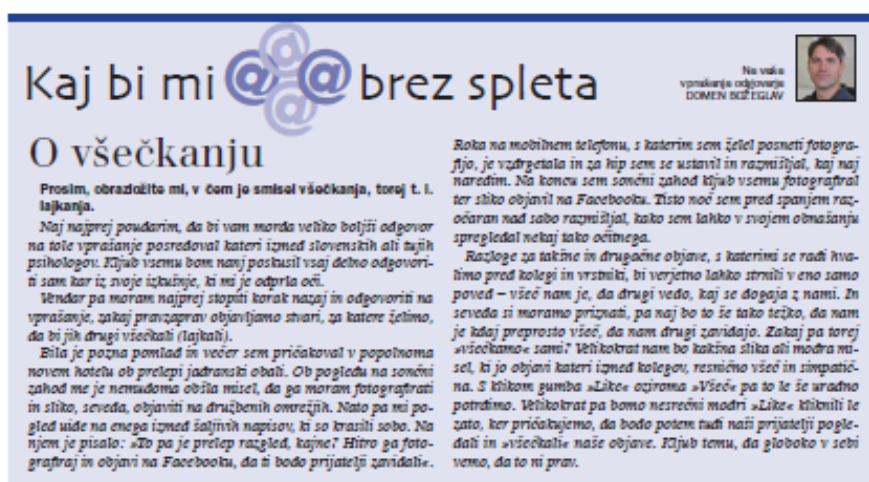 Kaj bi mi @ @ brez spleta
Na vaša
vprašanja odgovarja
DOMEN BOŽEGLAV
O všečkanju
Prosim, obrazložite mi, v čem je smisel všečkanja, torej t. i.
lajkanja.
Naj najprej poudarim, da bi vam morda veliko boljši odgovor
na tole vprašanje posredoval kateri izmed slovenskih ali tujih
psihologov. Kljub vsemu bom nanj poskusil vsaj delno odgovori-
ti sam kar iz svoje izkušnje, ki mi je odprla oči.
Vendar pa moram najprej stopiti korak nazaj in odgovoriti na
vprašanje, zakaj pravzaprav objavljamo stvari, za katere želimo,
da bi jih drugi všečkali (lajkali).
Bila je pozna pomlad in večer sem pričakoval v popolnoma
novem hotelu ob prelepi jadranski obali. Ob pogledu na sončni
zahod me je nemudoma obšla misel, da ga moram fotografirati
in sliko, seveda, objaviti na družbenih omrežjih. Nato pa mi po-
gled uide na enega izmed šaljivih napisov, ki so krasili sobo. Na
njem je pisalo: »To pa je prelep razgled, kajne? Hitro ga foto-
grafiraj in objavi na Facebooku, da ti bodo prijatelji zavidali«.
Roka na mobilnem telefonu, s katerim sem želel posneti fotogra-
fijo, je vzdrgetala in za hip sem se ustavil in razmišljal, kaj naj
naredim. Na koncu sem sončni zahod kljub vsemu fotografiral
ter sliko objavil na Facebooku. Tisto noč sem pred spanjem raz-
očaran nad sabo razmišljal, kako sem lahko v svojem obnašanju
spregledal nekaj tako očitnega.
Razloge za takšne in drugačne objave, s katerimi se radi hva-
limo pred kolegi in vrstniki, bi verjetno lahko strnili v eno samo
poved – všeč nam je, da drugi vedo, kaj se dogaja z nami. In
seveda si moramo priznati, pa naj bo to še tako težko, da nam
je kdaj preprosto všeč, da nam drugi zavidajo. Zakaj pa torej
»všečkamo« sami? Velikokrat nam bo kakšna slika ali modra mi-
sel, ki jo objavi kateri izmed kolegov, resnično všeč in simpatič-
na. S klikom gumba »Like« oziroma »Všeč« pa to le še uradno
potrdimo. Velikokrat pa bomo nesrečni modri »Like« kliknili le
zato, ker pričakujemo, da bodo potem tudi naši prijatelji pogle-
dali in »všečkali« naše objave. Kljub temu, da globoko v sebi
vemo, da to ni prav.